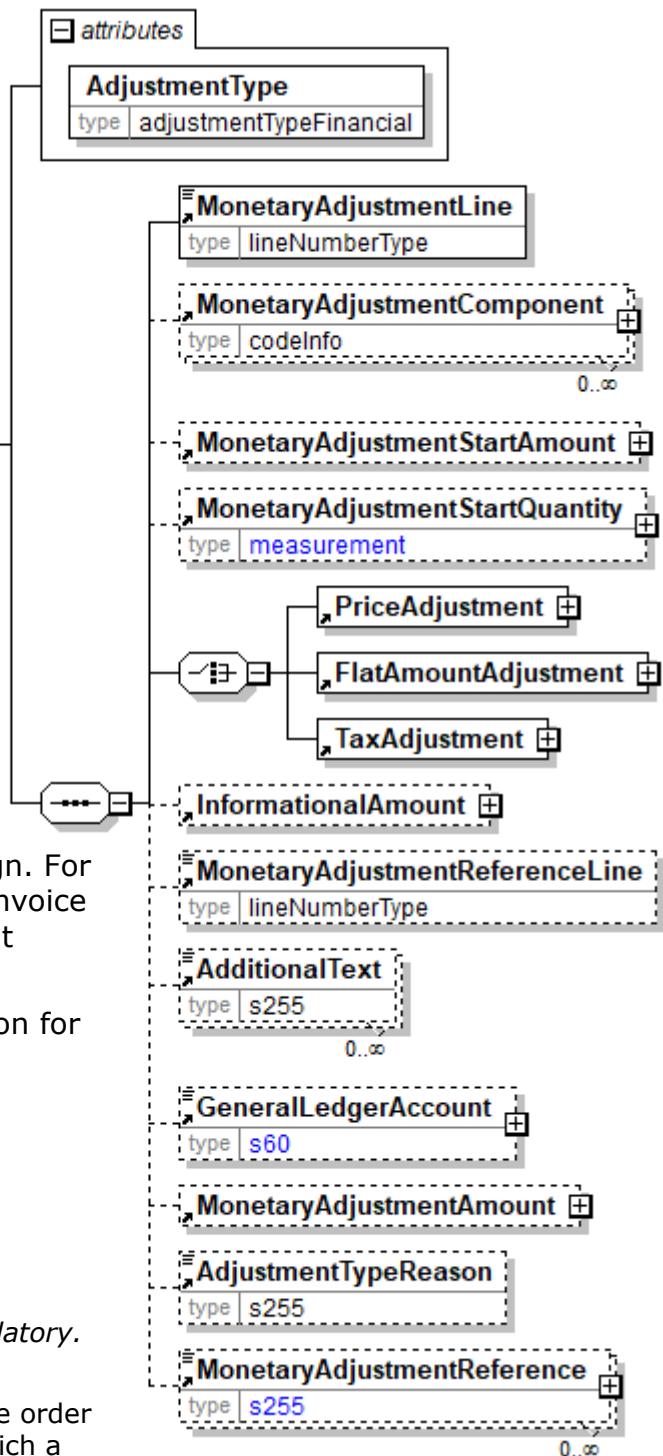 attributes
AdjustmentType
type adjustmentTypeFinancial
MonetaryAdjustmentLine
type lineNumberType
MonetaryAdjustmentComponent
type codeInfo
0..∞
MonetaryAdjustmentStartAmount
MonetaryAdjustmentStartQuantity
type measurement
PriceAdjustment
FlatAmountAdjustment
TaxAdjustment
InformationalAmount
MonetaryAdjustmentReferenceLine
type lineNumberType
AdditionalText
type s255
0..∞
GeneralLedgerAccount
type s60
MonetaryAdjustmentAmount
AdjustmentTypeReason
type s255
MonetaryAdjustmentReference
type s255
0..∞
gn. For
nvoice
t
on for
latory.
e order
ich a